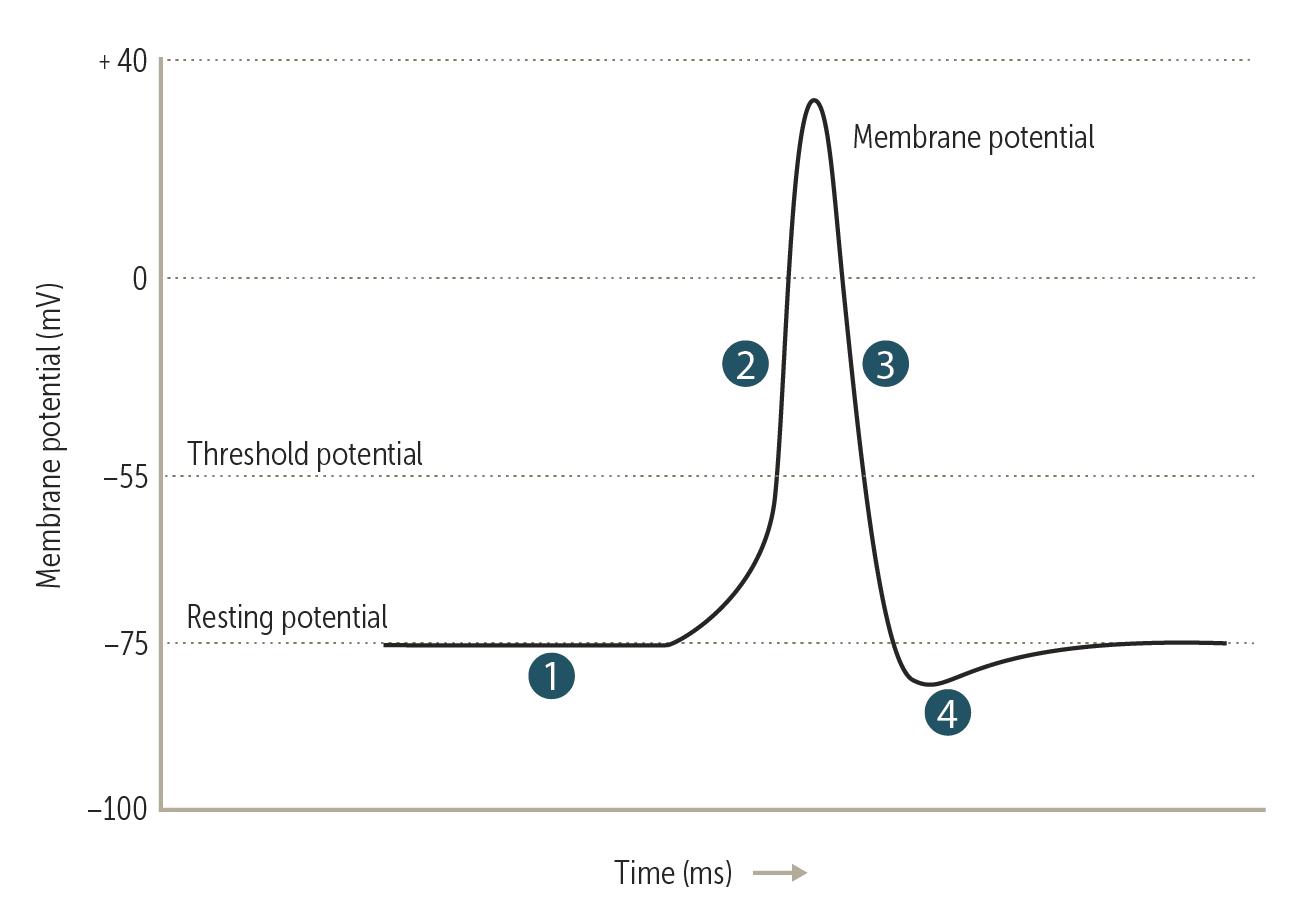 + 40
Membrane potential
0
2
3
Threshold potential
–55
Resting potential
–75
1
4
–100
Membrane potential (mV)
Time (ms)